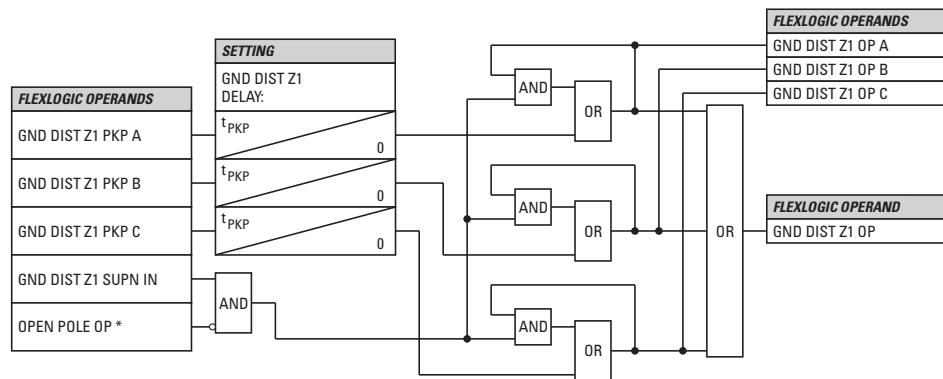 FLEXLOGIC OPERANDS
GND DIST Z1 PKP A
GND DIST Z1 PKP B
GND DIST Z1 PKP C
GND DIST Z1 SUPN IN
OPEN POLE OP *
SETTING
GND DIST Z1
DELAY:
tPKP
0
tPKP
0
tPKP
0
AND
AND
OR
AND
OR
AND
OR
OR
FLEXLOGIC OPERANDS
GND DIST Z1 OP A
GND DIST Z1 OP B
GND DIST Z1 OP C
FLEXLOGIC OPERAND
GND DIST Z1 OP